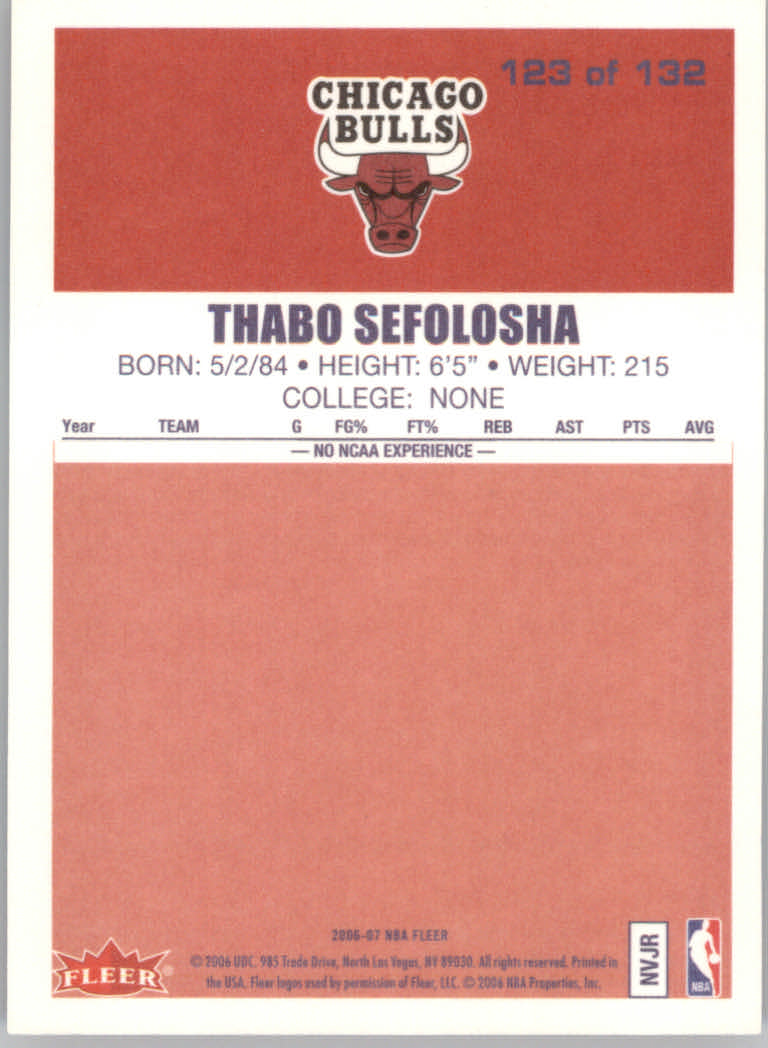 123 of 132
CHICAGO
BULLS
THABO SEFOLOSHA
BORN: 5/2/84 • HEIGHT: 6'5" • WEIGHT: 215
COLLEGE: NONE
Year TEAM G FG% FT% REB AST PTS AVG
— NO NCAA EXPERIENCE —
2006-07 NBA FLEER
© 2006 UDC. 985 Trade Drive, North Las Vegas, NV 89030. All rights reserved. Printed in
the USA. Fleer logos used by permission of Fleer, LLC. © 2006 NBA Properties, Inc.
FLEER®
NVJR
NBA